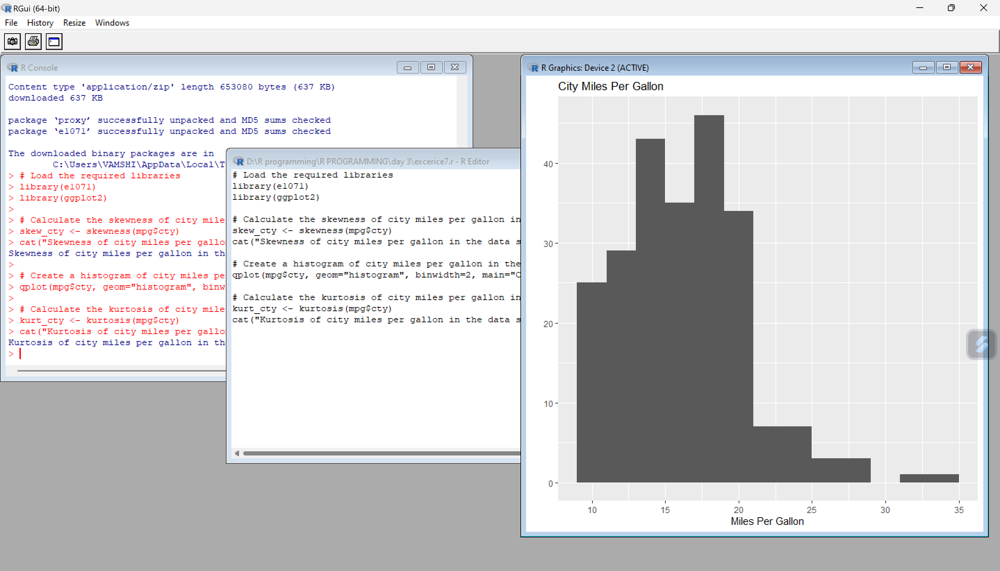 RGui (64-bit)
File History Resize Windows
R Console
Content type 'application/zip' length 653080 bytes (637 KB)
downloaded 637 KB
package ‘proxy’ successfully unpacked and MD5 sums checked
package ‘e1071’ successfully unpacked and MD5 sums checked
The downloaded binary packages are in
C:\Users\VAMSHI\AppData\Local\T
> # Load the required libraries
> library(e1071)
> library(ggplot2)
>
> # Calculate the skewness of city mile
> skew_cty <- skewness(mpg$cty)
> cat("Skewness of city miles per gallo
Skewness of city miles per gallon in th
>
> # Create a histogram of city miles pe
> qplot(mpg$cty, geom="histogram", binw
>
> # Calculate the kurtosis of city mile
> kurt_cty <- kurtosis(mpg$cty)
> cat("Kurtosis of city miles per gallo
Kurtosis of city miles per gallon in th
>
D:\R programming\R PROGRAMMING\day 3\excerice7.r - R Editor
# Load the required libraries
library(e1071)
library(ggplot2)
# Calculate the skewness of city miles per gallon in
skew_cty <- skewness(mpg$cty)
cat("Skewness of city miles per gallon in the data s
# Create a histogram of city miles per gallon in the
qplot(mpg$cty, geom="histogram", binwidth=2, main="C
# Calculate the kurtosis of city miles per gallon in
kurt_cty <- kurtosis(mpg$cty)
cat("Kurtosis of city miles per gallon in the data s
R Graphics: Device 2 (ACTIVE)
City Miles Per Gallon
40
30
20
10
0
10 15 20 25 30 35
Miles Per Gallon